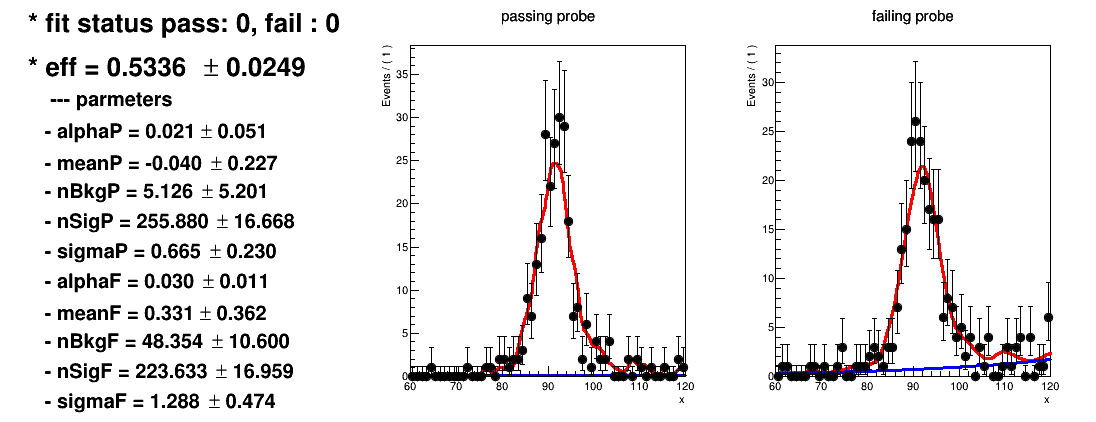 * fit status pass: 0, fail : 0
* eff = 0.5336 ± 0.0249
--- parmeters
- alphaP = 0.021 ± 0.051
- meanP = -0.040 ± 0.227
- nBkgP = 5.126 ± 5.201
- nSigP = 255.880 ± 16.668
- sigmaP = 0.665 ± 0.230
- alphaF = 0.030 ± 0.011
- meanF = 0.331 ± 0.362
- nBkgF = 48.354 ± 10.600
- nSigF = 223.633 ± 16.959
- sigmaF = 1.288 ± 0.474
passing probe
Events / ( 1 )
35
30
25
20
15
10
5
0
60 70 80 90 100 110 120
x
failing probe
Events / ( 1 )
30
25
20
15
10
5
0
60 70 80 90 100 110 120
x